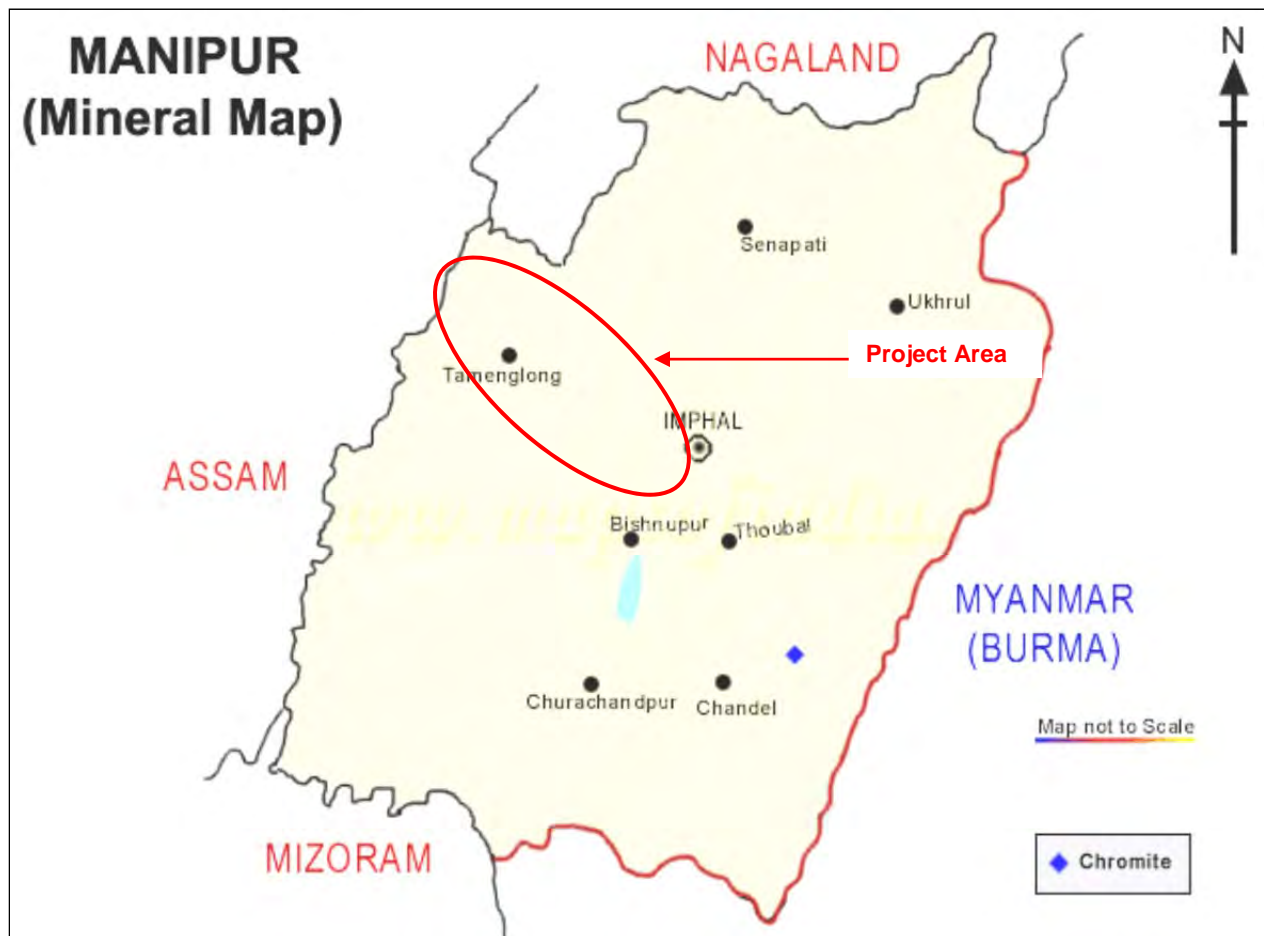 MANIPUR
(Mineral Map)
NAGALAND
N
Senapati
Ukhrul
Project Area
Tamenglong
IMPHAL
ASSAM
Bishnupur
Thoubal
MYANMAR
(BURMA)
Churachandpur
Chandel
Map not to Scale
MIZORAM
Chromite